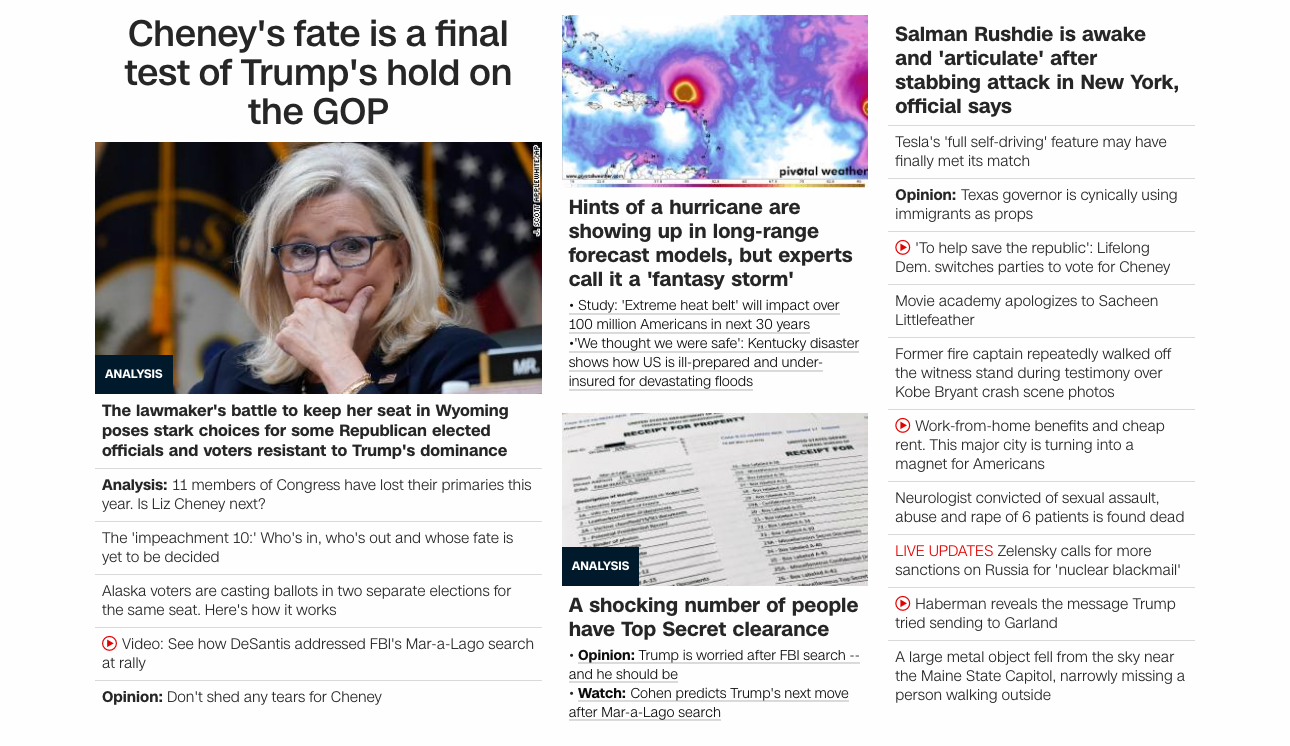 Cheney's fate is a final
test of Trump's hold on
the GOP
J. SCOTT APPLEWHITE/AP
MR.
ANALYSIS
The lawmaker's battle to keep her seat in Wyoming
poses stark choices for some Republican elected
officials and voters resistant to Trump's dominance
Analysis: 11 members of Congress have lost their primaries this
year. Is Liz Cheney next?
The 'impeachment 10:' Who's in, who's out and whose fate is
yet to be decided
Alaska voters are casting ballots in two separate elections for
the same seat. Here's how it works
Video: See how DeSantis addressed FBI's Mar-a-Lago search
at rally
Opinion: Don't shed any tears for Cheney
www.pivotalweather.com
pivotal weather
Hints of a hurricane are
showing up in long-range
forecast models, but experts
call it a 'fantasy storm'
• Study: 'Extreme heat belt' will impact over
100 million Americans in next 30 years
•'We thought we were safe': Kentucky disaster
shows how US is ill-prepared and under-
insured for devastating floods
RECEIPT FOR PROPERTY
RECEIPT FOR
ANALYSIS
A shocking number of people
have Top Secret clearance
• Opinion: Trump is worried after FBI search --
and he should be
• Watch: Cohen predicts Trump's next move
after Mar-a-Lago search
Salman Rushdie is awake
and 'articulate' after
stabbing attack in New York,
official says
Tesla's 'full self-driving' feature may have
finally met its match
Opinion: Texas governor is cynically using
immigrants as props
'To help save the republic': Lifelong
Dem. switches parties to vote for Cheney
Movie academy apologizes to Sacheen
Littlefeather
Former fire captain repeatedly walked off
the witness stand during testimony over
Kobe Bryant crash scene photos
Work-from-home benefits and cheap
rent. This major city is turning into a
magnet for Americans
Neurologist convicted of sexual assault,
abuse and rape of 6 patients is found dead
LIVE UPDATES Zelensky calls for more
sanctions on Russia for 'nuclear blackmail'
Haberman reveals the message Trump
tried sending to Garland
A large metal object fell from the sky near
the Maine State Capitol, narrowly missing a
person walking outside